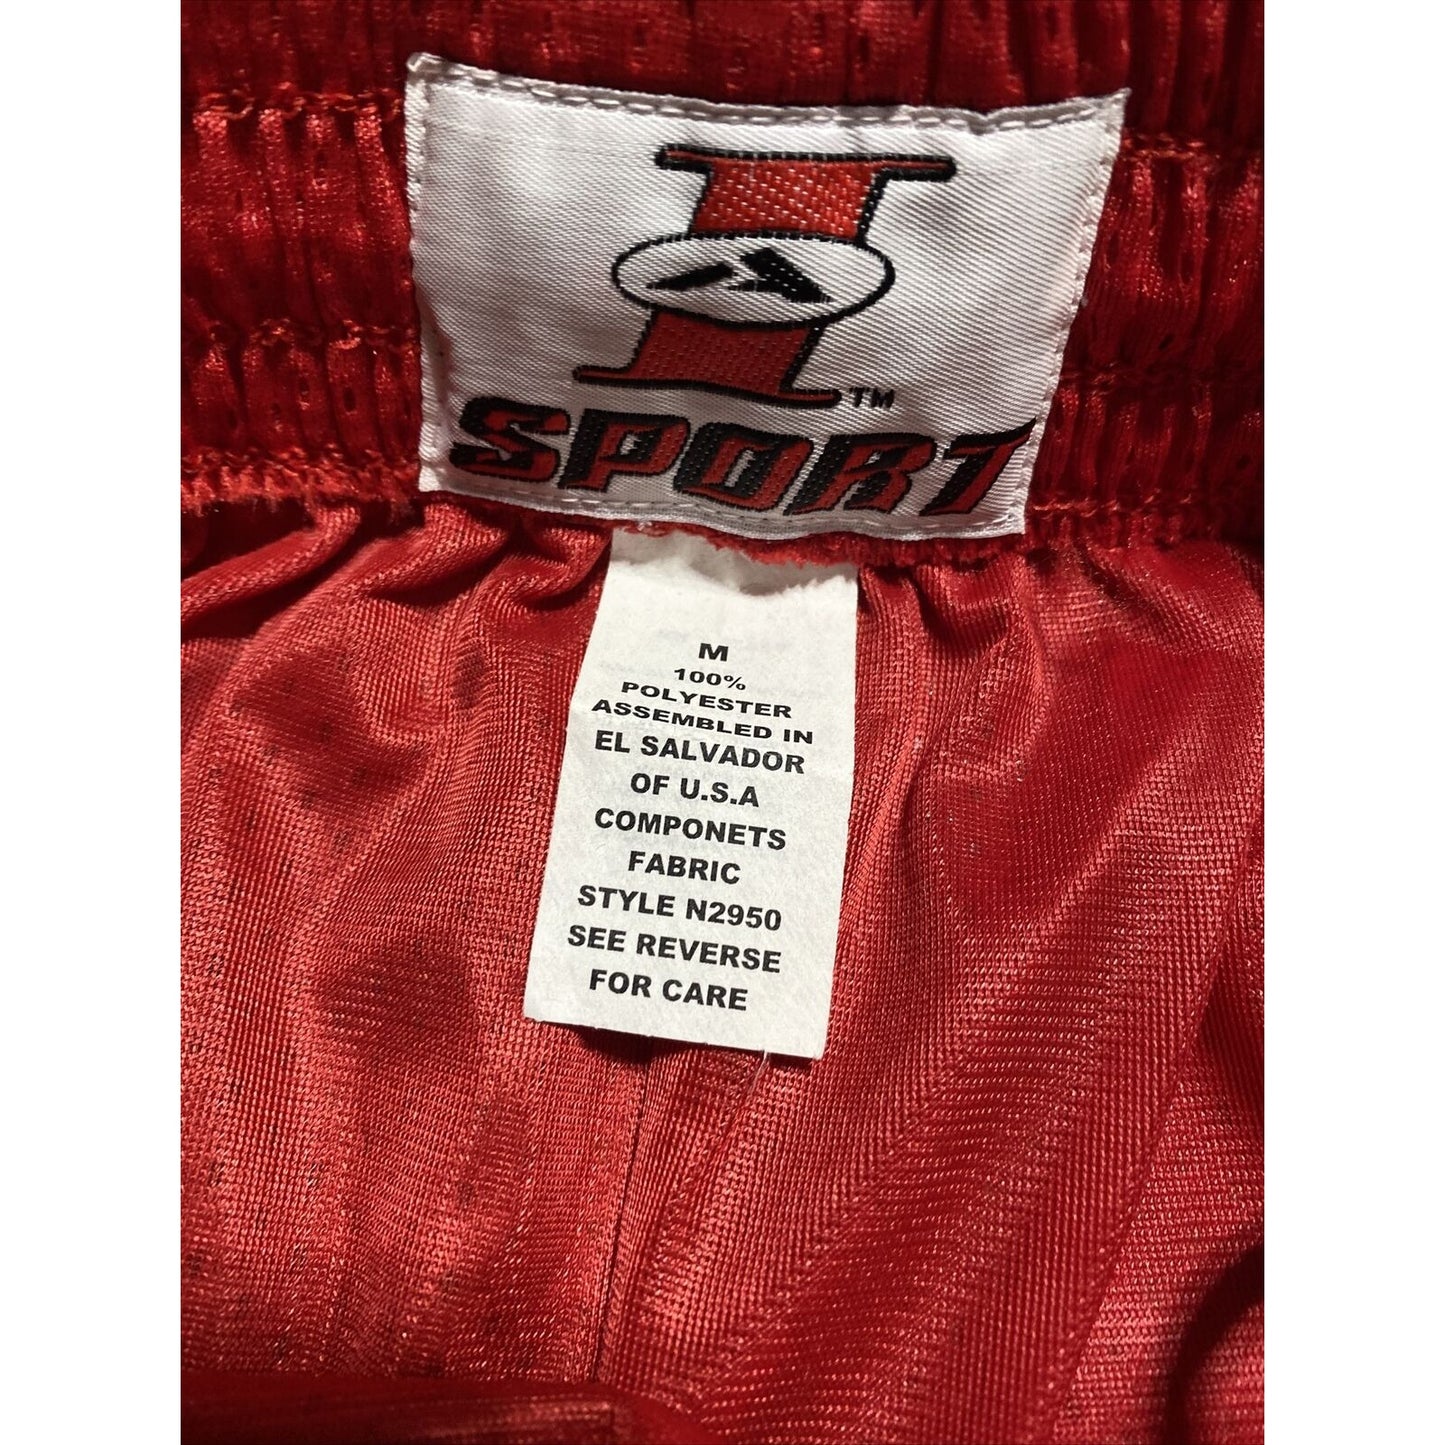 I
SPORT
TM
M
100%
POLYESTER
ASSEMBLED IN
EL SALVADOR
OF U.S.A
COMPONETS
FABRIC
STYLE N2950
SEE REVERSE
FOR CARE